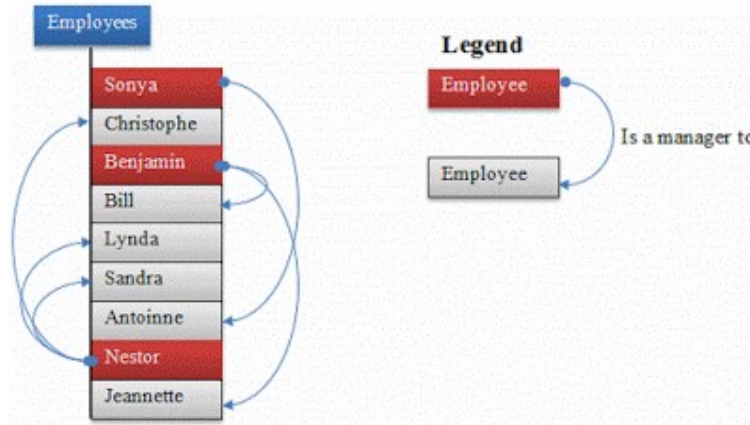 Employees
Sonya
Christophe
Benjamin
Bill
Lynda
Sandra
Antoinne
Nestor
Jeannette
Legend
Employee
Is a manager to
Employee